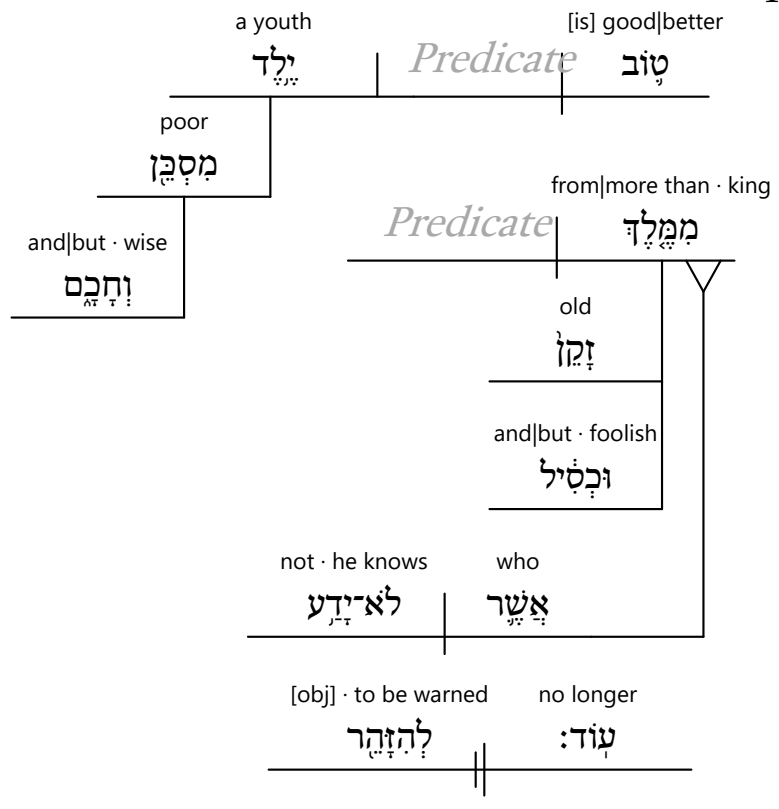 a youth [is] good|better
יֶ֥לֶד Predicate ט֛וֹב
poor
מִסְכֵּ֖ן
from|more than · king
Predicate מִמֶּ֤לֶךְ
and|but · wise
וְחָכָ֑ם
old
זָקֵן֙
and|but · foolish
וּכְסִ֔יל
not · he knows who
לֹא־יָדַ֥ע אֲשֶׁ֛ר
[obj] · to be warned no longer
לְהִזָּהֵ֖ר עֽוֹד׃